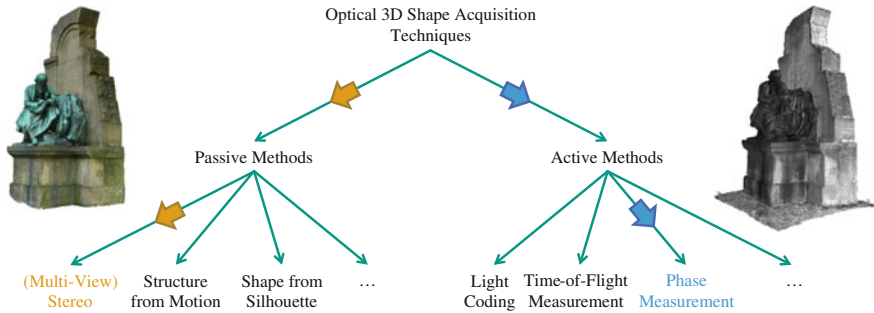 Optical 3D Shape Acquisition
Techniques
Passive Methods
Active Methods
(Multi-View)
Stereo
Structure
from Motion
Shape from
Silhouette
...
Light
Coding
Time-of-Flight
Measurement
Phase
Measurement
...